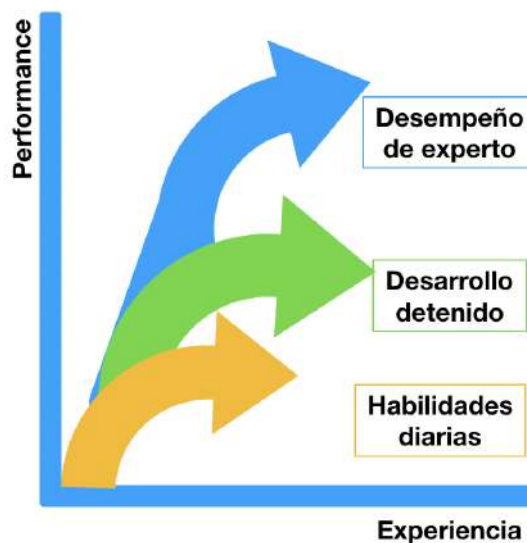 Performance
Desempeño
de experto
Desarrollo
detenido
Habilidades
diarias
Experiencia